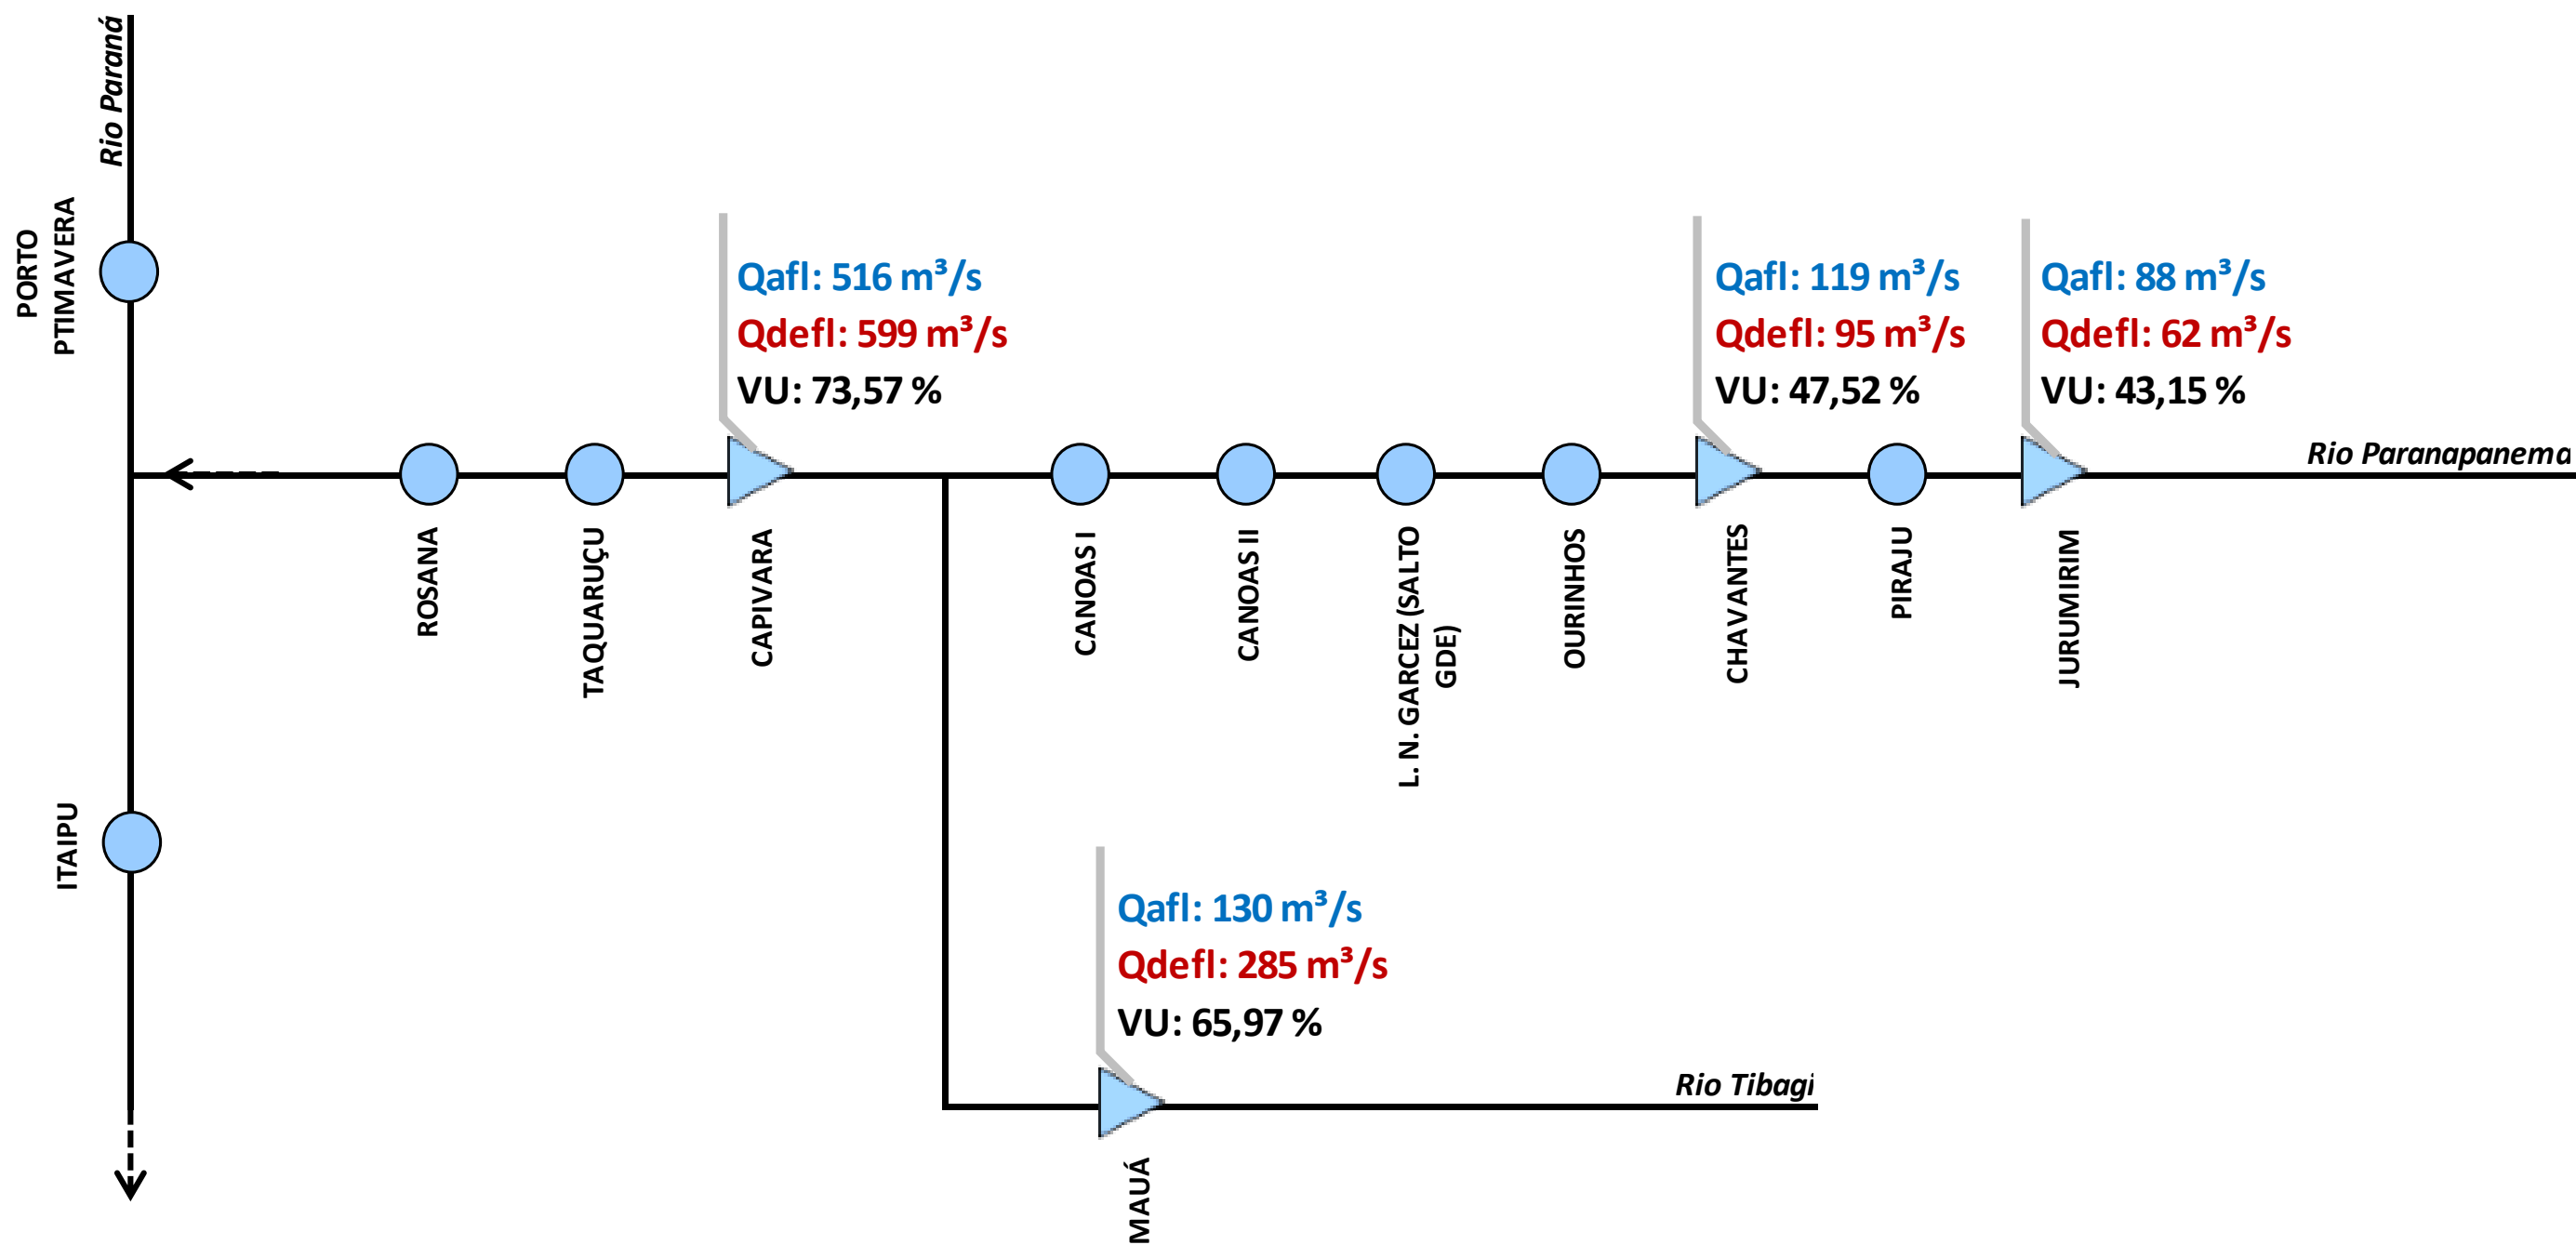 Rio Paraná
PORTO
PTIMAVERA
Qafl: 516 m³/s
Qdefl: 599 m³/s
VU: 73,57 %
Qafl: 119 m³/s
Qdefl: 95 m³/s
VU: 47,52 %
Qafl: 88 m³/s
Qdefl: 62 m³/s
VU: 43,15 %
Rio Paranapanema
ROSANA
TAQUARUÇU
CAPIVARA
CANOAS I
CANOAS II
L. N. GARCEZ (SALTO
GDE)
OURINHOS
CHAVANTES
PIRAJU
JURUMIRIM
ITAIPU
Qafl: 130 m³/s
Qdefl: 285 m³/s
VU: 65,97 %
Rio Tibagi
MAUÁ